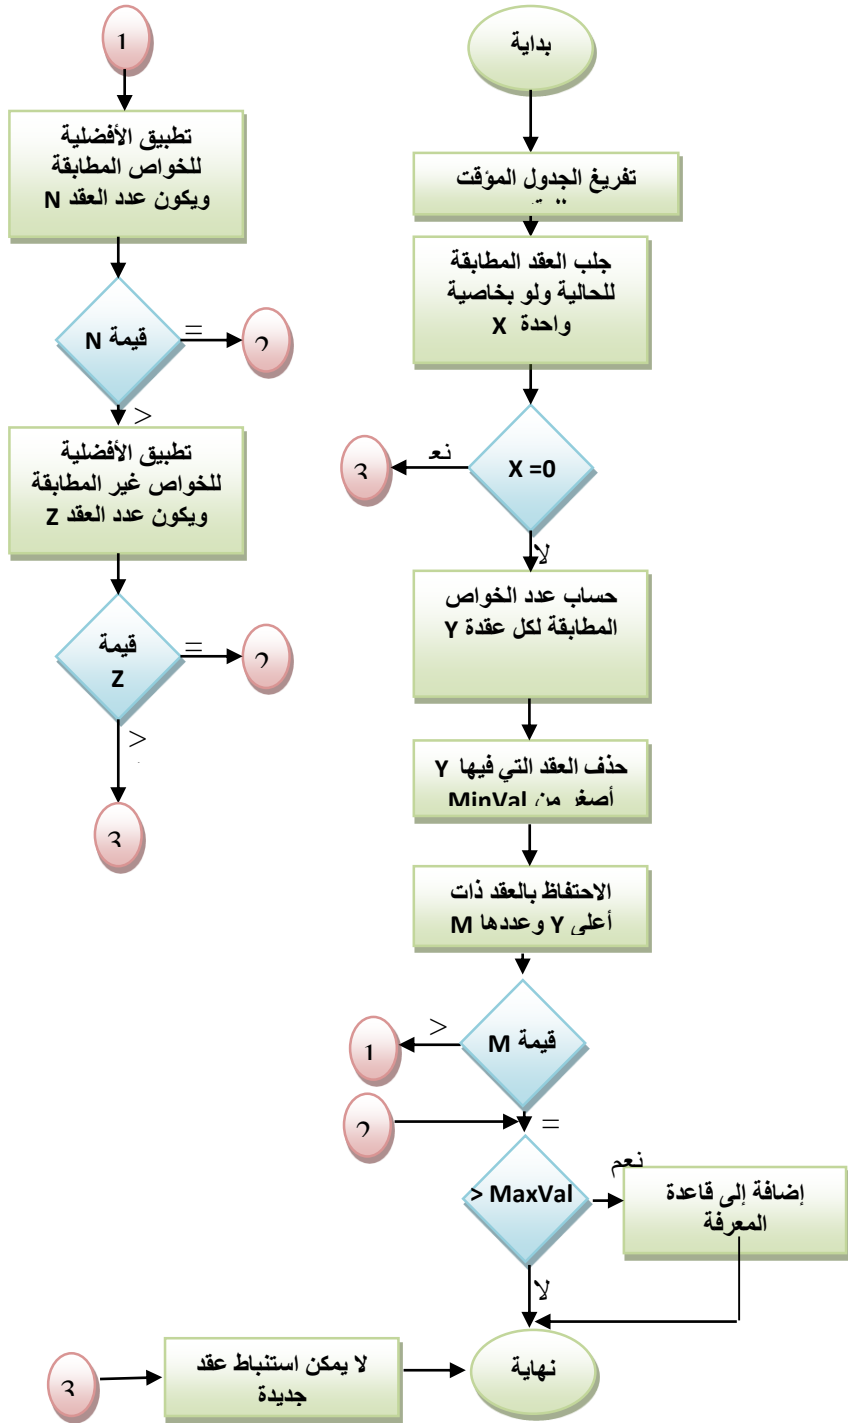 بداية
تفريغ الجدول المؤقت
جلب العقد المطابقة
للحالية ولو بخاصية
واحدة X
X =0
نعـ
3
لا
حساب عدد الخواص
المطابقة لكل عقدة Y
حذف العقد التي فيها Y
أصغر من MinVal
الاحتفاظ بالعقد ذات
أعلى Y وعددها M
قيمة M
>
1
=
2
> MaxVal
نعم
إضافة إلى قاعدة
المعرفة
لا
نهاية
3
لا يمكن استنباط عقد
جديدة
1
تطبيق الأفضلية
للخواص المطابقة
ويكون عدد العقد N
قيمة N
=
2
>
تطبيق الأفضلية
للخواص غير المطابقة
ويكون عدد العقد Z
قيمة
Z
=
2
>
3